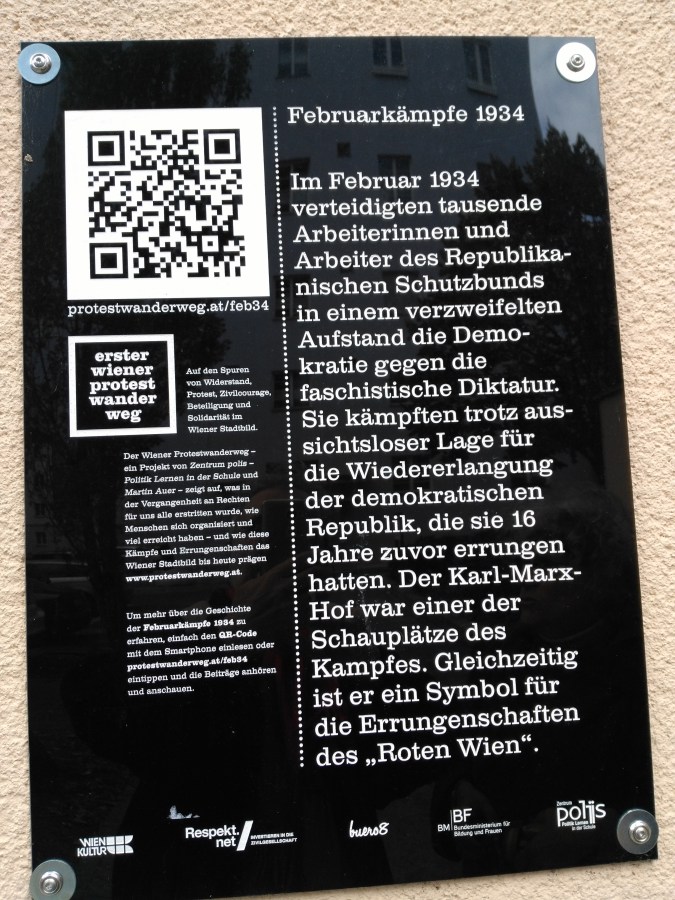 protestwanderweg.at/feb34
erster
wiener
protest
wander
weg
Auf den Spuren
von Widerstand,
Protest, Zivilcourage,
Beteiligung und
Solidarität im
Wiener Stadtbild.
Der Wiener Protestwanderweg –
ein Projekt von Zentrum polis –
Politik Lernen in der Schule und
Martin Auer – zeigt auf, was in
der Vergangenheit an Rechten
für uns alle erstritten wurde, wie
Menschen sich organisiert und
viel erreicht haben – und wie diese
Kämpfe und Errungenschaften das
Wiener Stadtbild bis heute prägen
www.protestwanderweg.at.
Um mehr über die Geschichte
der Februarkämpfe 1934 zu
erfahren, einfach den QR-Code
mit dem Smartphone einlesen oder
protestwanderweg.at/feb34
eintippen und die Beiträge anhören
und anschauen.
Februarkämpfe 1934
Im Februar 1934
verteidigten tausende
Arbeiterinnen und
Arbeiter des Republika-
nischen Schutzbunds
in einem verzweifelten
Aufstand die Demo-
kratie gegen die
faschistische Diktatur.
Sie kämpften trotz aus-
sichtsloser Lage für
die Wiedererlangung
der demokratischen
Republik, die sie 16
Jahre zuvor errungen
hatten. Der Karl-Marx-
Hof war einer der
Schauplätze des
Kampfes. Gleichzeitig
ist er ein Symbol für
die Errungenschaften
des „Roten Wien“.
WIEN
KULTUR
Respekt.
net
INVESTIEREN IN DIE
ZIVILGESELLSCHAFT
buero8
BM
BF
Bundesministerium für
Bildung und Frauen
Zentrum
polis
Politik Lernen
in der Schule